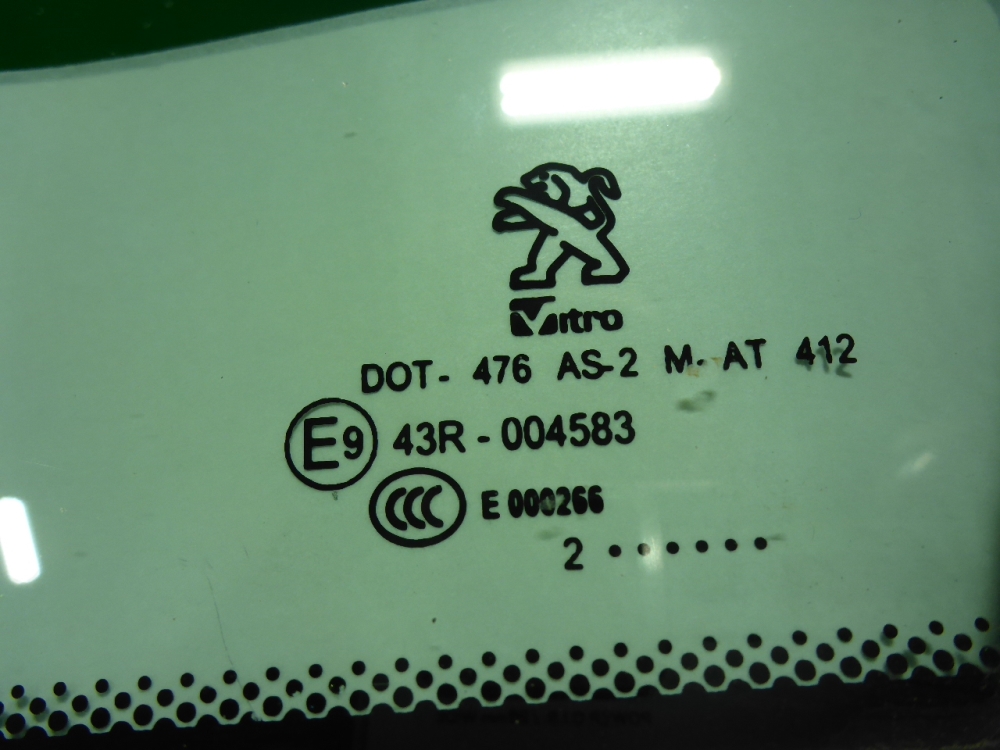 Vitro
DOT- 476 AS-2 M- AT 412
E9 43R - 004583
CCC E 000266
2 • • • • • •